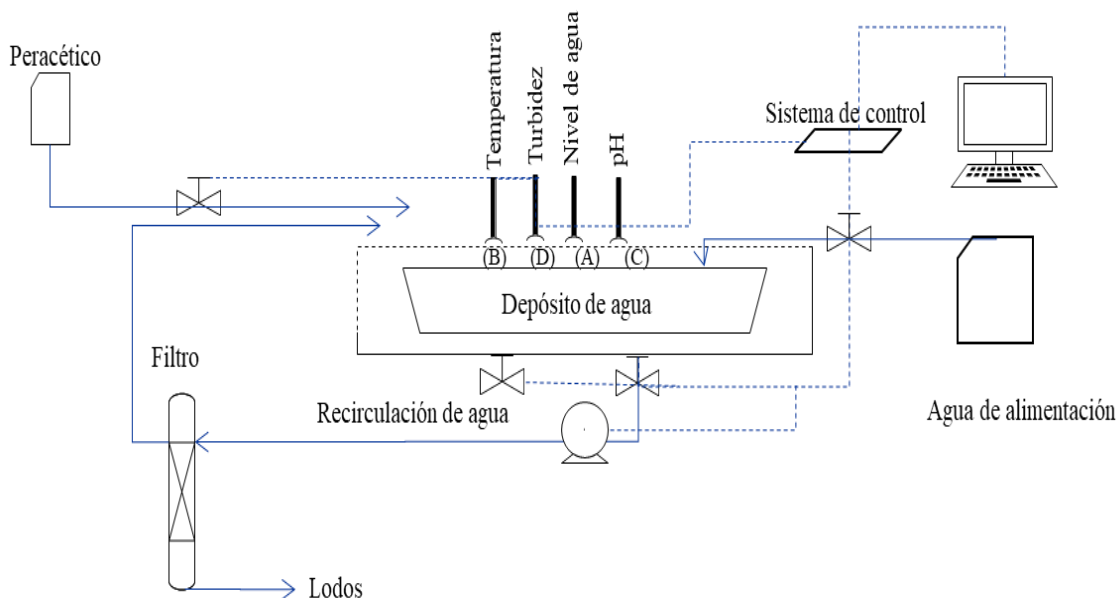 Peracético
Temperatura
Turbidez
Nivel de agua
pH
Sistema de control
(B)
(D)
(A)
(C)
Depósito de agua
Filtro
Recirculación de agua
Agua de alimentación
Lodos